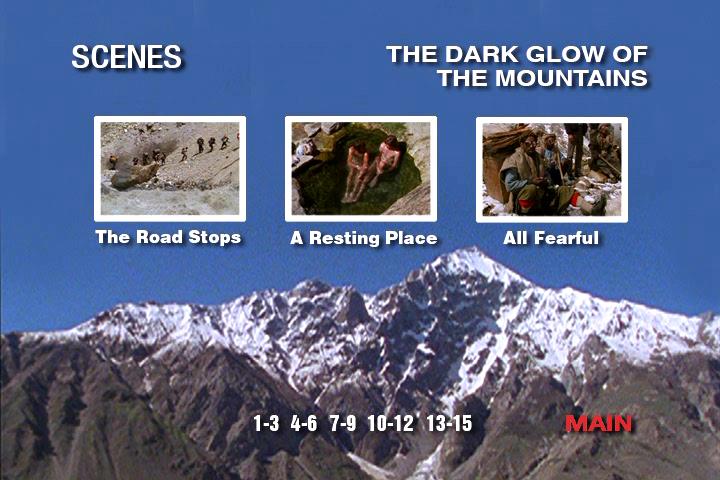 SCENES
THE DARK GLOW OF
THE MOUNTAINS
The Road Stops
A Resting Place
All Fearful
1-3 4-6 7-9 10-12 13-15
MAIN